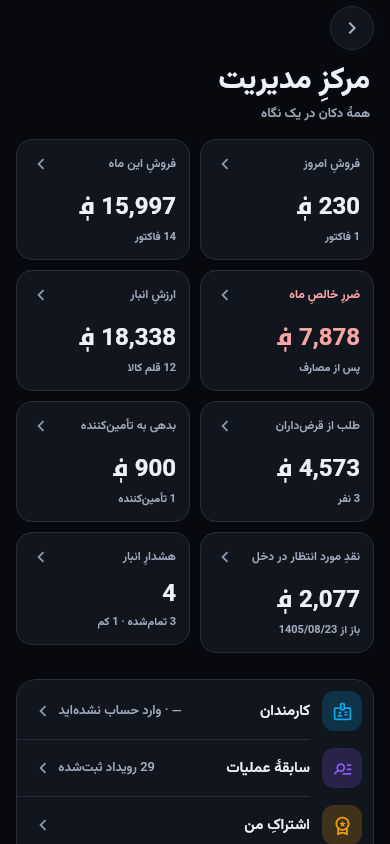 مرکزِ مدیریت
همهٔ دکان در یک نگاه
فروشِ امروز
230 ؋
1 فاکتور
فروشِ این ماه
15,997 ؋
14 فاکتور
ضررِ خالصِ ماه
7,878 ؋
پس از مصارف
ارزشِ انبار
18,338 ؋
12 قلم کالا
طلب از قرض‌داران
4,573 ؋
3 نفر
بدهی به تأمین‌کننده
900 ؋
1 تأمین‌کننده
نقدِ مورد انتظار در دخل
2,077 ؋
باز از 1405/08/23
هشدارِ انبار
4
3 تمام‌شده · 1 کم
کارمندان
— · وارد حساب نشده‌اید
سابقهٔ عملیات
29 رویداد ثبت‌شده
اشتراکِ من